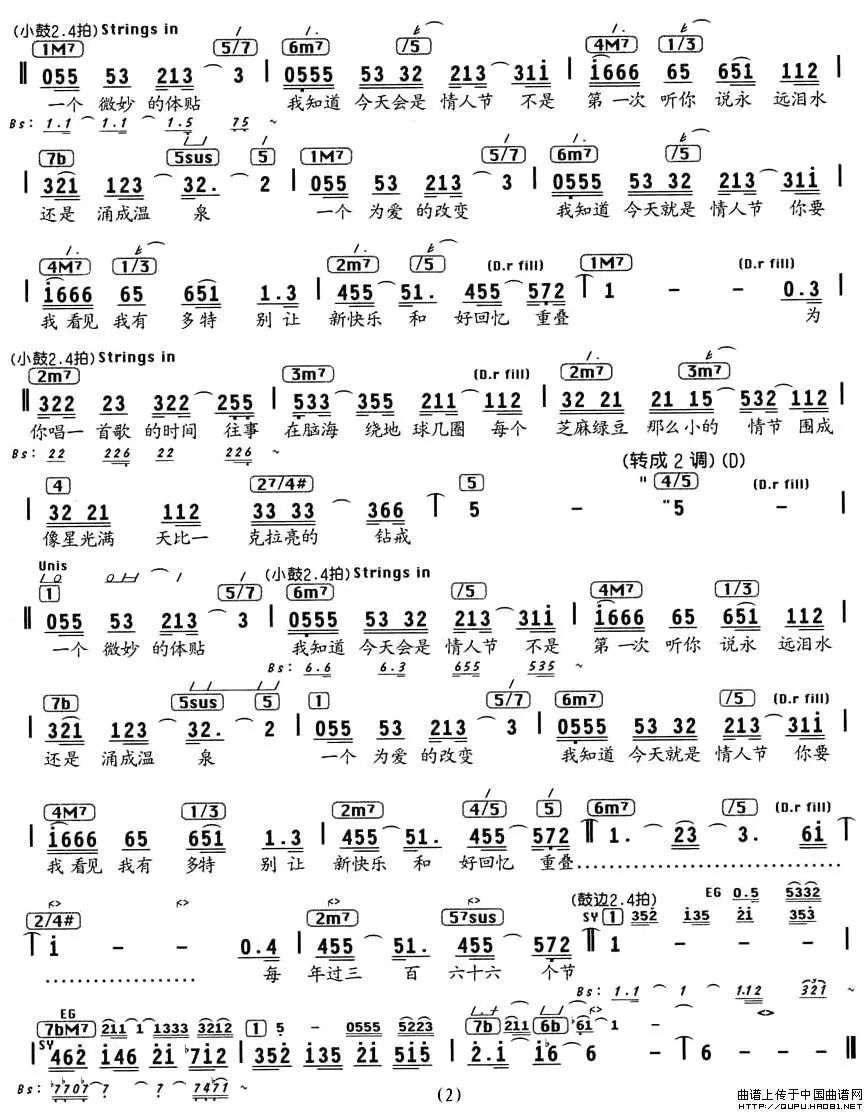 (小鼓2.4拍) Strings in
1M7 5/7 6m7 /5 4M7 1/3
055 53 213 3 0555 53 32 213 31i i666 65 651 112
一个 微妙 的体贴 我知道 今天会是 情人节 不是 第一次 听你 说永 远泪水
Bs: 1.1 1.1 1.5 75 ~
7b 5sus 5 1M7 5/7 6m7 /5
321 123 32. 2 055 53 213 3 0555 53 32 213 31i
还是 涌成温 泉 一个 为爱 的改变 我知道 今天就是 情人节 你要
4M7 1/3 2m7 /5 (D.r fill) 1M7 (D.r fill)
i666 65 651 1.3 455 51. 455 572 1 - - 0.3
我看见 我有 多特 别让 新快乐 和 好回忆 重叠 为
(小鼓2.4拍) Strings in
2m7 3m7 (D.r fill) 2m7 3m7
322 23 322 255 533 355 211 112 32 21 21 15 532 112
你唱一 首歌 的时间 往事 在脑海 绕地 球几圈 每个 芝麻绿豆 那么小的 情节 围成
Bs: 22 226 22 226 ~
(转成2调)(D)
4 27/4# 5 "4/5 (D.r fill)
32 21 112 33 33 366 5 - "5 -
像星光满 天比一 克拉亮的 钻戒
Unis (小鼓2.4拍) Strings in
1 5/7 6m7 /5 4M7 1/3
055 53 213 3 0555 53 32 213 31i i666 65 651 112
一个 微妙 的体贴 我知道 今天会是 情人节 不是 第一次 听你 说永 远泪水
Bs: 6.6 6.3 655 535 ~
7b 5sus 5 1 5/7 6m7 /5 (D.r fill)
321 123 32. 2 055 53 213 3 0555 53 32 213 31i
还是 涌成温 泉 一个 为爱 的改变 我知道 今天就是 情人节 你要
4M7 1/3 2m7 4/5 5 6m7 /5 (D.r fill)
i666 65 651 1.3 455 51. 455 572 1. 23 3. 6i
我看见 我有 多特 别让 新快乐 和 好回忆 重叠
(鼓边2.4拍) EG 0.5 5332
2/4# 2m7 57sus SY 1 352 i35 2i 353
i - - 0.4 455 51. 455 572 1 - - -
每 年过三 百 六十六 个节
Bs: 1.1 1 1.12 321 ~
EG
7bM7 211 1 1333 3212 1 5 - 0555 5223 7b 211 6b b61 1 -
SY 462 i46 2i b7i2 352 i35 2i 5i5 2.i ib6 6 - 6 - - -
(2)
曲谱上传于中国曲谱网
HTTP://QUPU.HAO81.NET